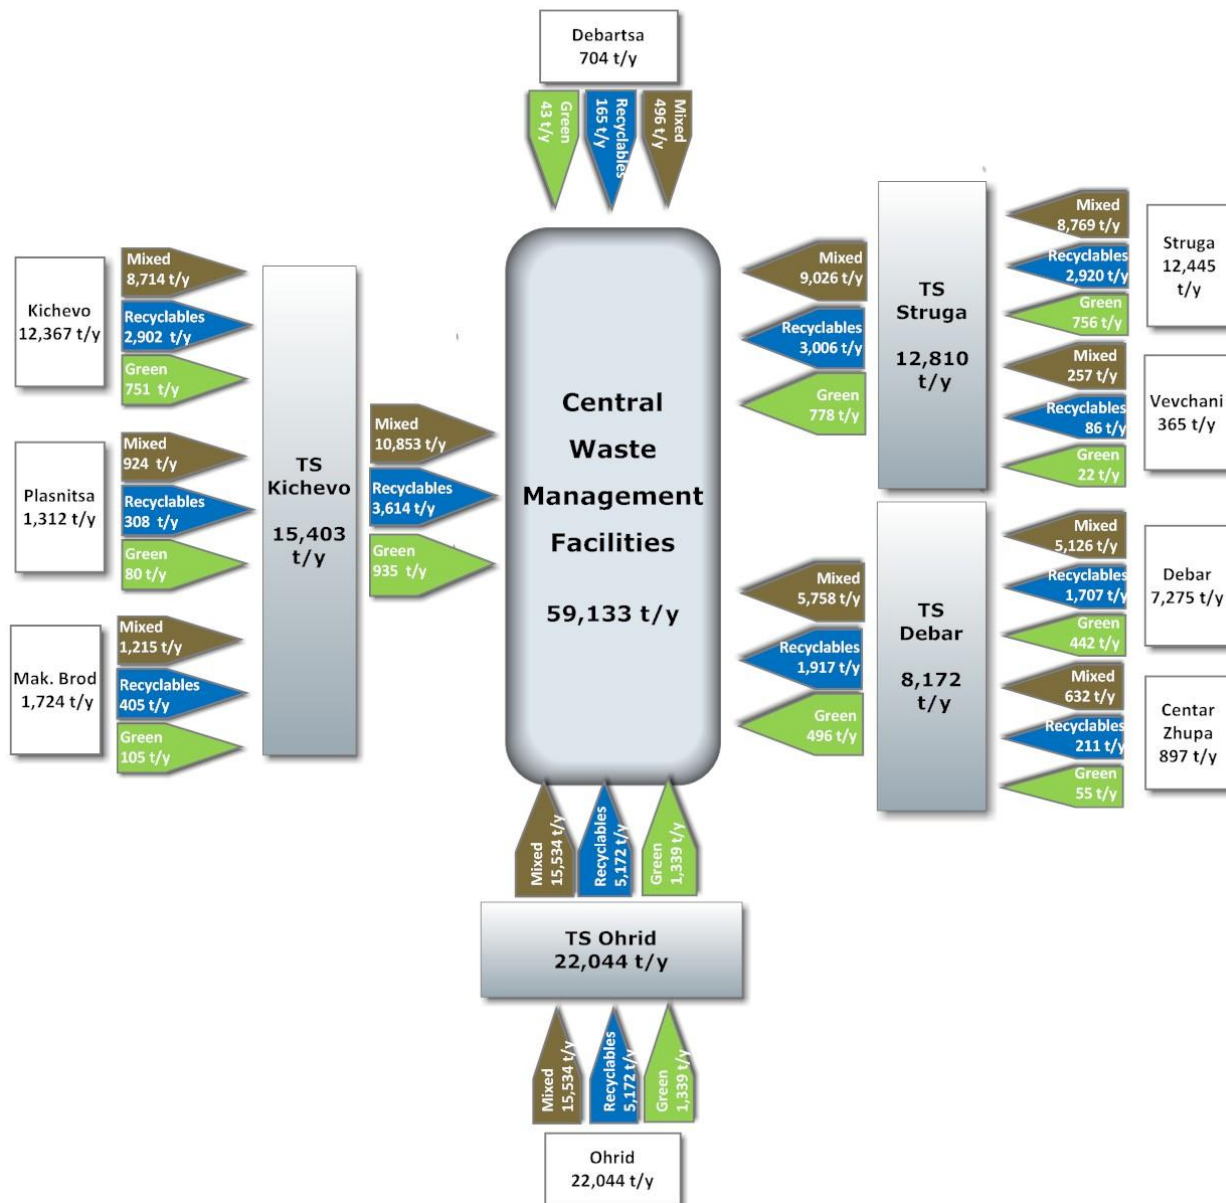 Debartsa
704 t/y
Green
43 t/y
Recyclables
165 t/y
Mixed
496 t/y
Kichevo
12,367 t/y
Mixed
8,714 t/y
Recyclables
2,902 t/y
Green
751 t/y
Plasnitsa
1,312 t/y
Mixed
924 t/y
Recyclables
308 t/y
Green
80 t/y
Mak. Brod
1,724 t/y
Mixed
1,215 t/y
Recyclables
405 t/y
Green
105 t/y
TS
Kichevo
15,403
t/y
Mixed
10,853 t/y
Recyclables
3,614 t/y
Green
935 t/y
Central
Waste
Management
Facilities
59,133 t/y
Mixed
9,026 t/y
Recyclables
3,006 t/y
Green
778 t/y
TS
Struga
12,810
t/y
Mixed
8,769 t/y
Recyclables
2,920 t/y
Green
756 t/y
Struga
12,445
t/y
Mixed
257 t/y
Recyclables
86 t/y
Green
22 t/y
Vevchani
365 t/y
Mixed
5,758 t/y
Recyclables
1,917 t/y
Green
496 t/y
TS
Debar
8,172
t/y
Mixed
5,126 t/y
Recyclables
1,707 t/y
Green
442 t/y
Debar
7,275 t/y
Mixed
632 t/y
Recyclables
211 t/y
Green
55 t/y
Centar
Zhupa
897 t/y
Mixed
15,534 t/y
Recyclables
5,172 t/y
Green
1,339 t/y
TS Ohrid
22,044 t/y
Mixed
15,534 t/y
Recyclables
5,172 t/y
Green
1,339 t/y
Ohrid
22,044 t/y